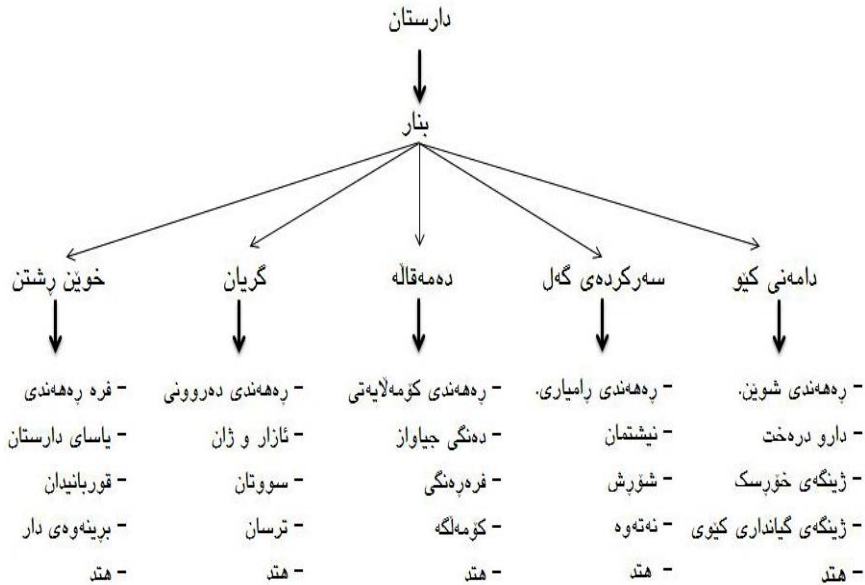 دارستان
بنار
دامەنی کێو
سەرکردەی گەل
دەمەقاڵە
گریان
خوێن ڕشتن
- ڕەهەندی شوێن.
- دارو درەخت
- ژینگەی خۆڕسک
- ژینگەی گیانداری کێوی
- هتد
- ڕەهەندی ڕامیاری.
- نیشتمان
- شۆڕش
- نەتەوە
- هتد
- ڕەهەندی کۆمەڵایەتی
- دەنگی جیاواز
- فرەڕەنگی
- کۆمەڵگە
- هتد
- ڕەهەندی دەروونی
- ئازار و ژان
- سووتان
- ترسان
- هتد
- فرە ڕەهەندی
- یاسای دارستان
- قوربانیدان
- بڕینەوەی دار
- هتد